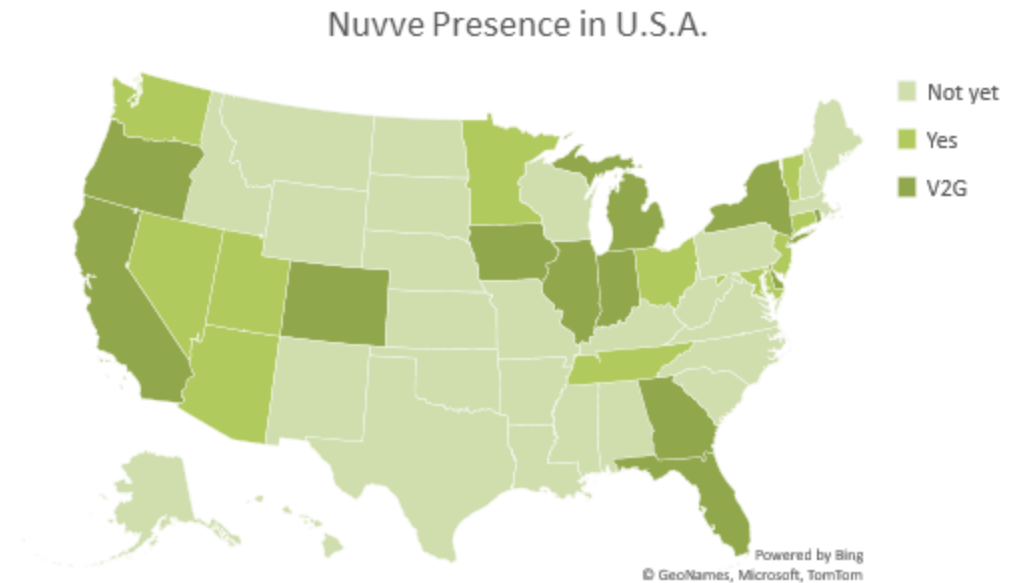 Nuvve Presence in U.S.A.
Not yet
Yes
V2G
Powered by Bing
© GeoNames, Microsoft, TomTom